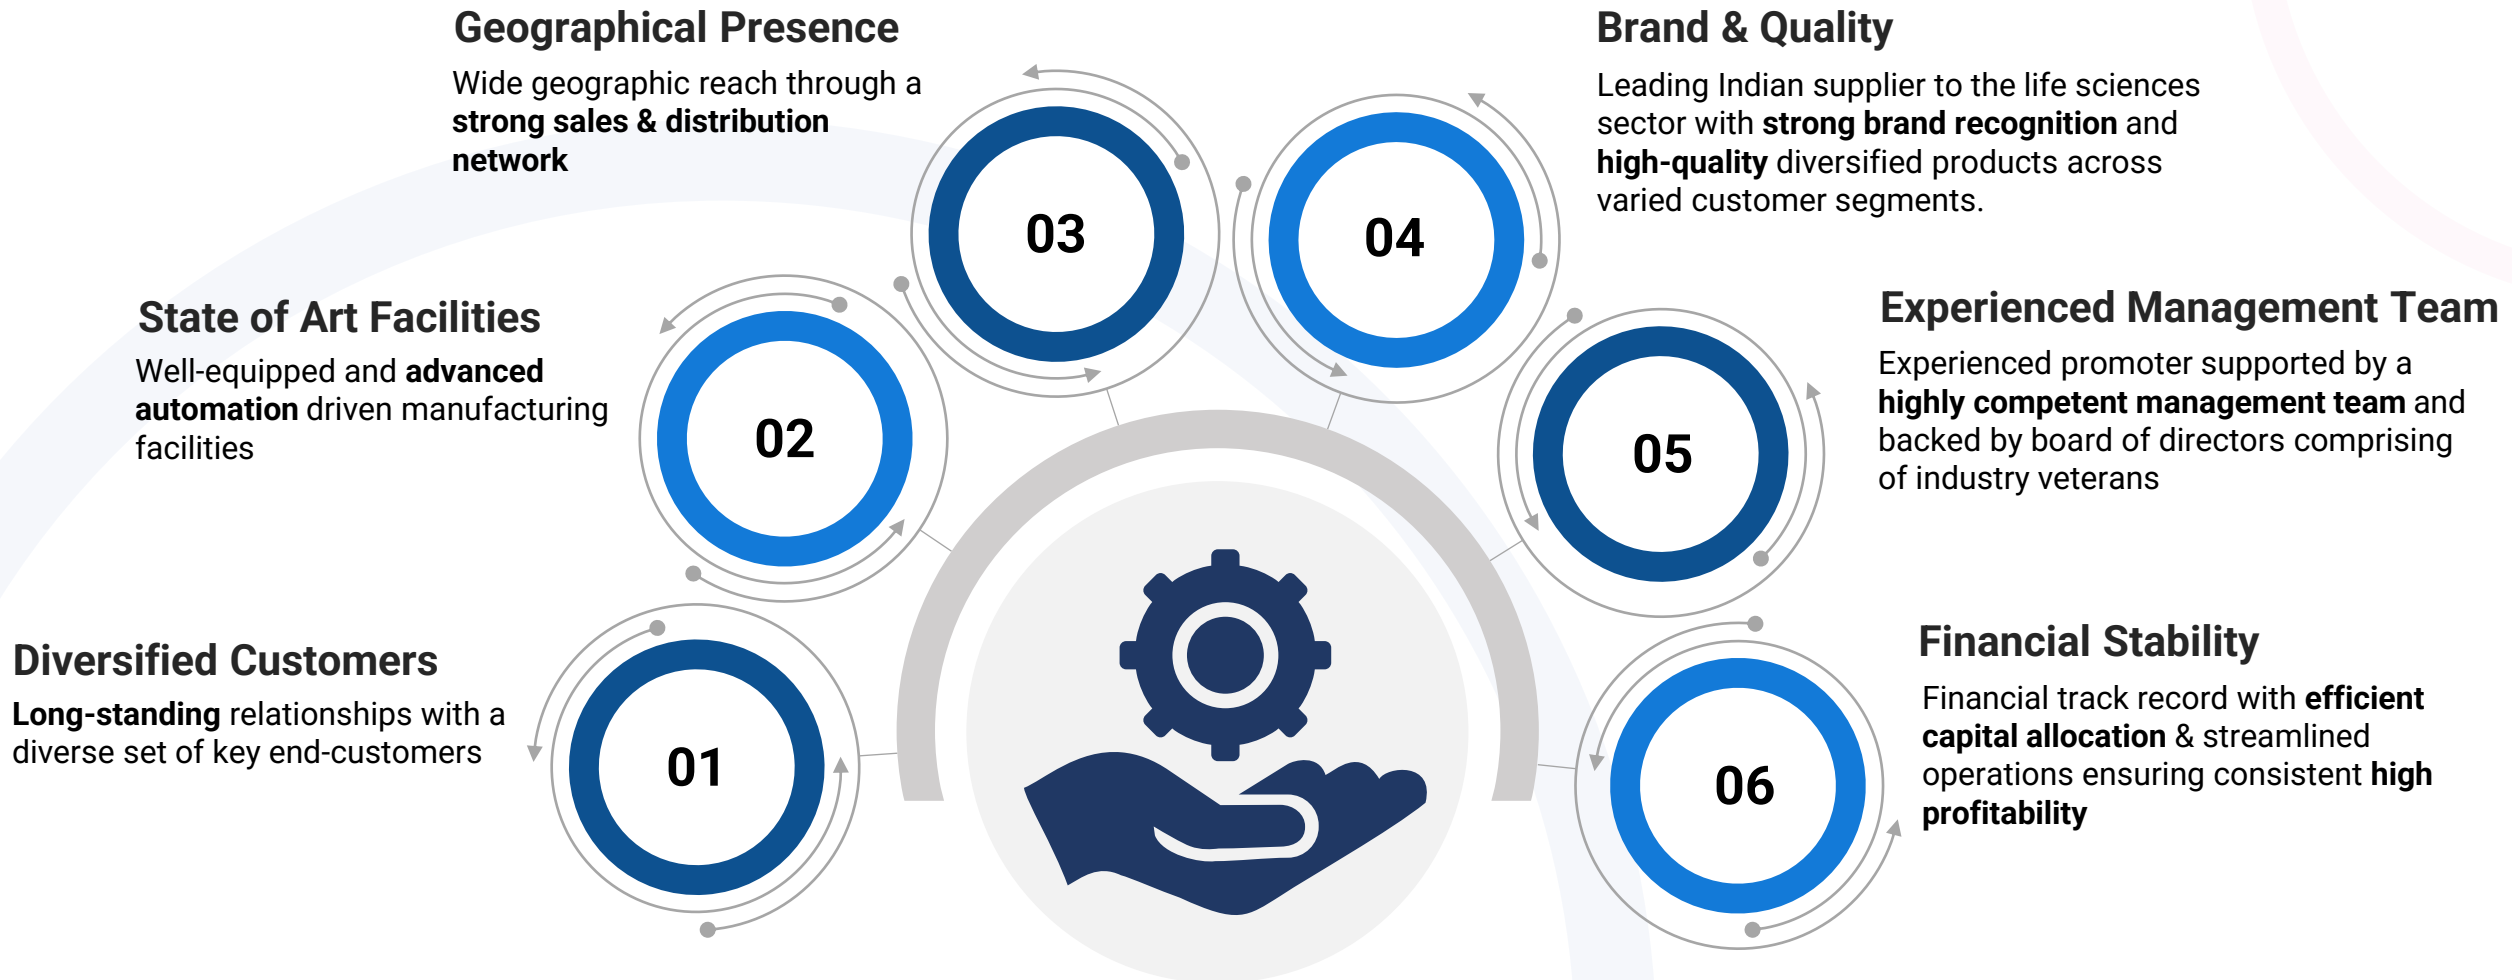 Geographical Presence
Wide geographic reach through a
strong sales & distribution
network
03
Brand & Quality
Leading Indian supplier to the life sciences
sector with strong brand recognition and
high-quality diversified products across
varied customer segments.
04
State of Art Facilities
Well-equipped and advanced
automation driven manufacturing
facilities
02
Experienced Management Team
Experienced promoter supported by a
highly competent management team and
backed by board of directors comprising
of industry veterans
05
Diversified Customers
Long-standing relationships with a
diverse set of key end-customers
01
Financial Stability
Financial track record with efficient
capital allocation & streamlined
operations ensuring consistent high
profitability
06